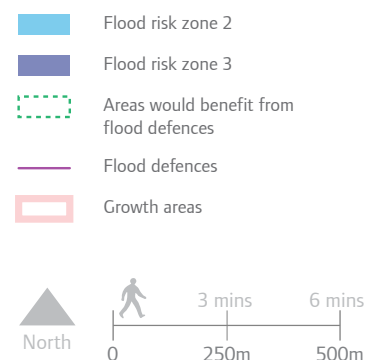 Flood risk zone 2
Flood risk zone 3
Areas would benefit from
flood defences
Flood defences
Growth areas
3 mins 6 mins
North
0 250m 500m